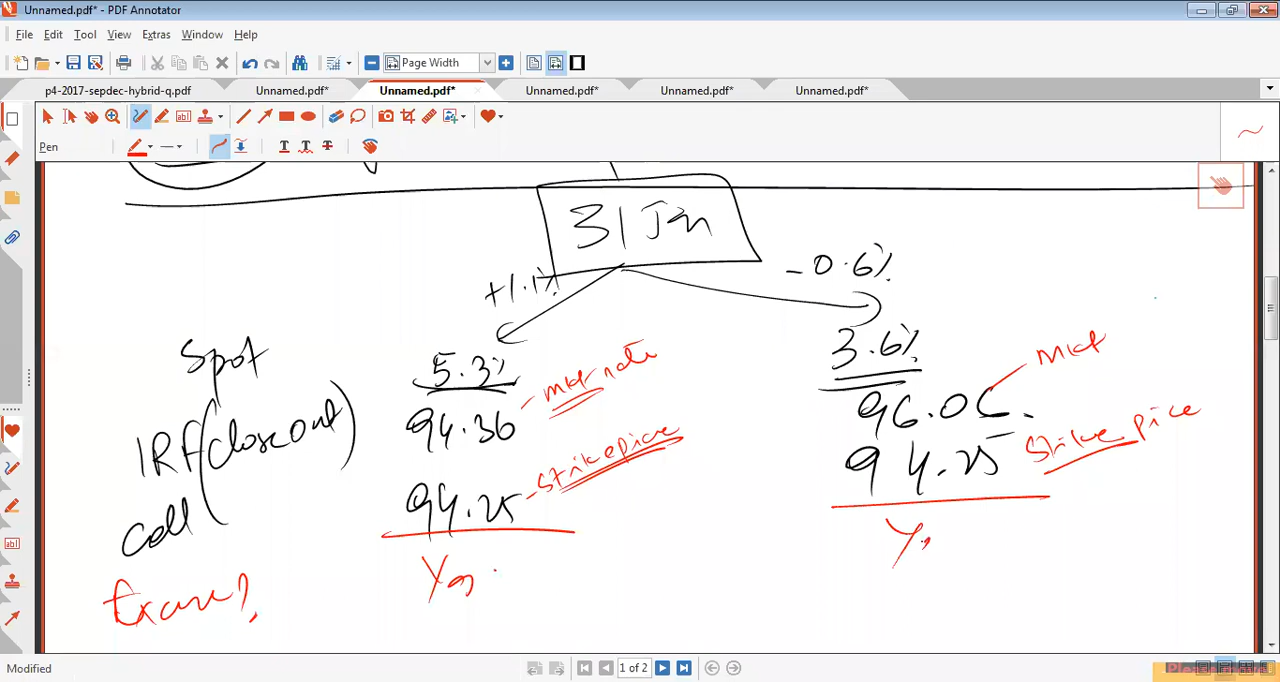 Unnamed.pdf* - PDF Annotator
File Edit Tool View Extras Window Help
Page Width
p4-2017-sepdec-hybrid-q.pdf Unnamed.pdf* Unnamed.pdf* Unnamed.pdf* Unnamed.pdf* Unnamed.pdf*
Pen
31 Jan
+1.1% -0.6%
Spot 5.3% 3.6%
IRF (close out) 94.36 - mkt rate 96.06 Mkt
call 94.25 - strike price 94.25 Strike price
Exercise? Yes Y
1 of 2
Modified